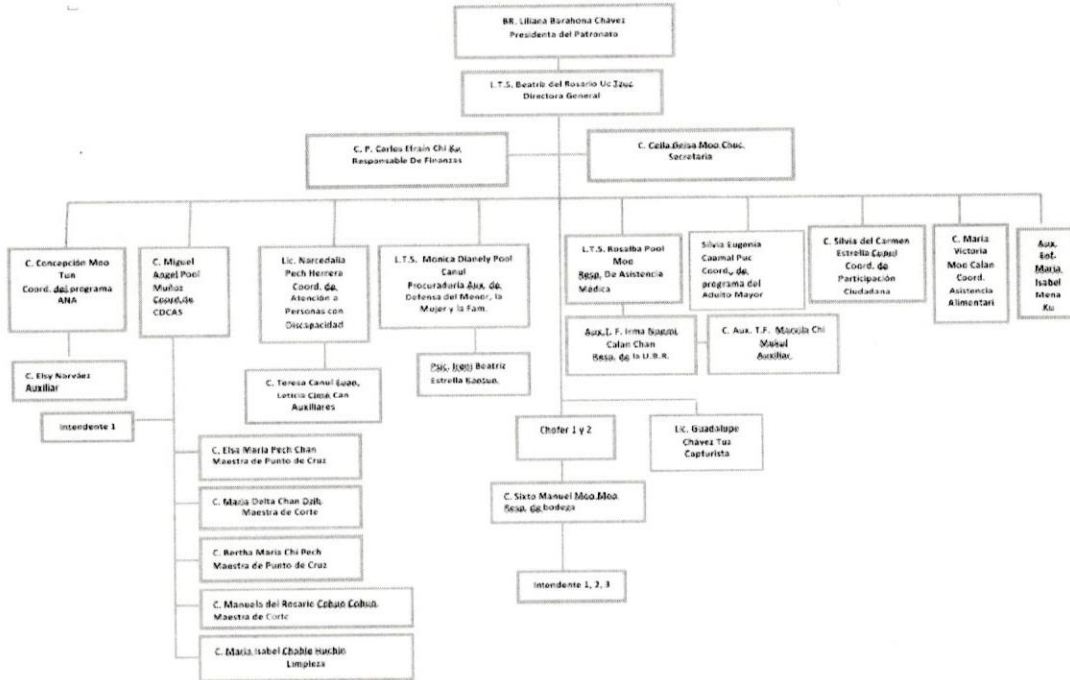 BR. Liliana Barahona Chávez
Presidenta del Patronato
L.T.S. Beatriz del Rosario Uc Tzuc
Directora General
C. P. Carlos Efraín Chi Ku
Responsable De Finanzas
C. Celia Moo Chuc
Secretaria
C. Concepción Moo
Tun
Coord. del programa
ANA
C. Miguel
Angel Pool
Muñoz
Coord de
CDCAS
Lic. Narcedalia
Pech Herrera
Coord. de
Atención a
Personas con
Discapacidad
L.T.S. Monica Dianely Pool
Canul
Procuraduría Aux. de
Defensa del Menor, la
Mujer y la Fam.
L.T.S. Rosalba Pool
Moo
Resp. De Asistencia
Médica
Silvia Eugenia
Caamal Puc
Coord. de
programa del
Adulto Mayor
C. Silvia del Carmen
Estrella Cupul
Coord. de
Participación
Ciudadana
C. Maria
Victoria
Moo Calan
Coord.
Asistencia
Alimentari
Aux.
Enf.
Maria
Isabel
Mena
Ku
C. Elsy Narváez
Auxiliar
C. Teresa Canul
Leticia Can
Auxiliares
Psic. Beatriz
Estrella
Aux. Irma
Calan Chan
Resp. de la U.B.R.
C. Aux. T.F. Chi
Auxiliar
Intendente 1
C. Elsa Maria Pech Chan
Maestra de Punto de Cruz
C. Maria Delta Chan Dzib
Maestra de Corte
C. Bertha Maria Chi Pech
Maestra de Punto de Cruz
C. Manuela del Rosario
Maestra de Corte
C. Maria Isabel Chable Huchin
Limpieza
Chofer 1 y 2
Lic. Guadalupe
Chávez Tuz
Capturista
C. Sixto Manuel Moo Moo
Resp. de bodega
Intendente 1, 2, 3